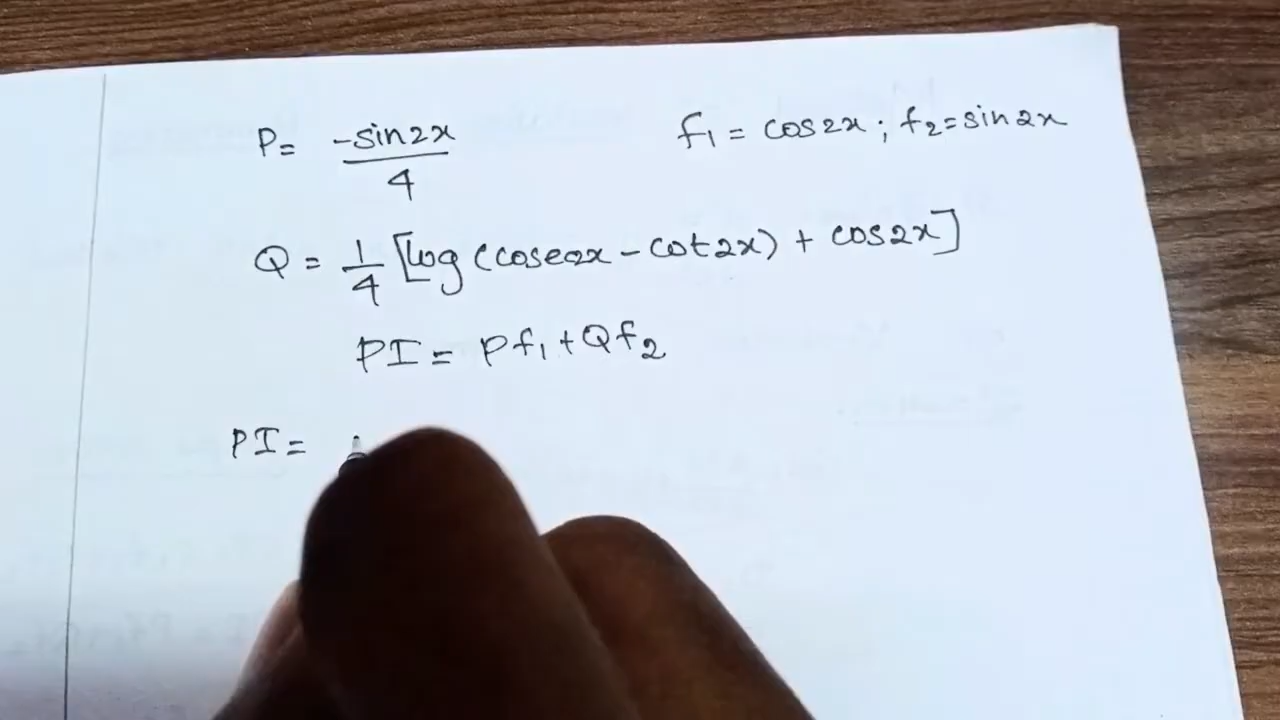 P= -sin2x/4 f₁ = cos2x ; f₂=sin2x
Q = 1/4 [log (cosec2x - cot2x) + cos2x]
PI = Pf₁+Qf₂
PI =